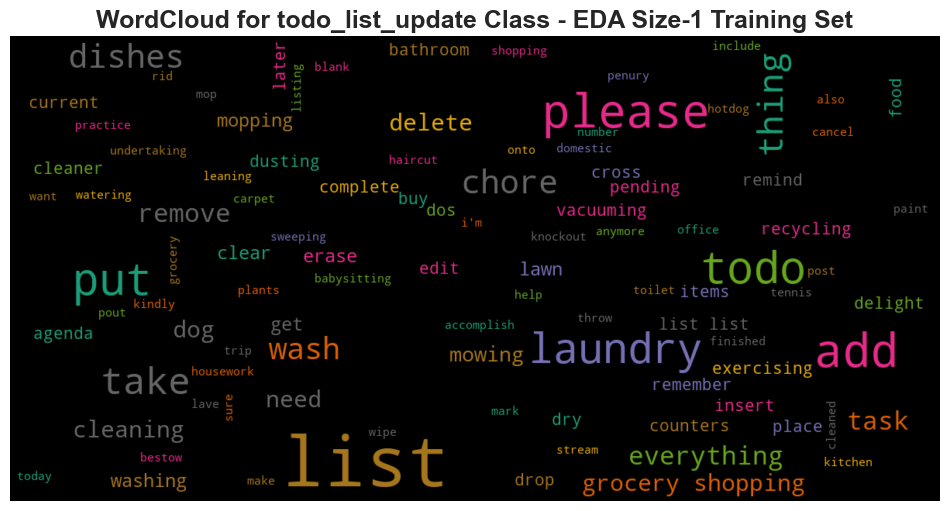 WordCloud for todo_list_update Class - EDA Size-1 Training Set
dishes
later
bathroom
shopping
include
rid
listing
blank
penury
thing
current
mop
please
hotdog
also
food
practice
mopping
delete
number
cancel
undertaking
dusting
haircut
onto
domestic
cleaner
leaning
complete
chore
cross
pending
remind
want
watering
carpet
buy
dos
vacuuming
paint
remove
i'm
knockout
anymore
office
recycling
sweeping
grocery
clear
erase
edit
lawn
todo
post
put
babysitting
plants
kindly
help
toilet
items
tennis
delight
pout
agenda
dog
get
accomplish
throw
list list
finished
trip
wash
mowing
laundry
add
take
housework
exercising
remember
lave
sure
need
mark
dry
insert
counters
place
cleaned
task
cleaning
wipe
list
bestow
stream
everything
kitchen
today
washing
make
drop
grocery shopping